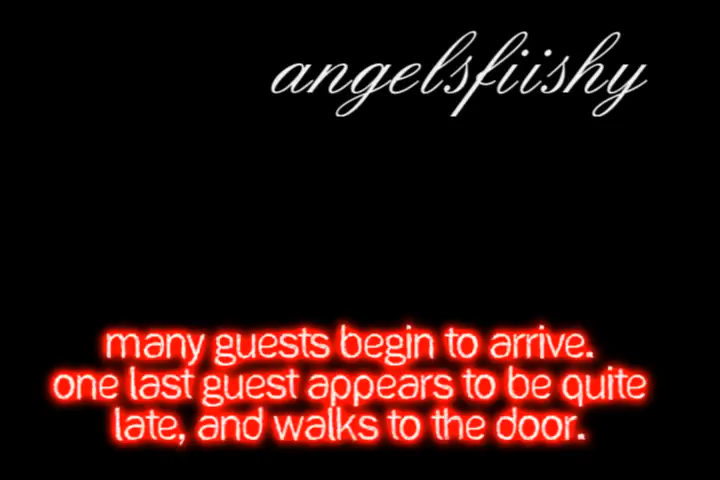 angelsfiishy
many guests begin to arrive.
one last guest appears to be quite
late, and walks to the door.